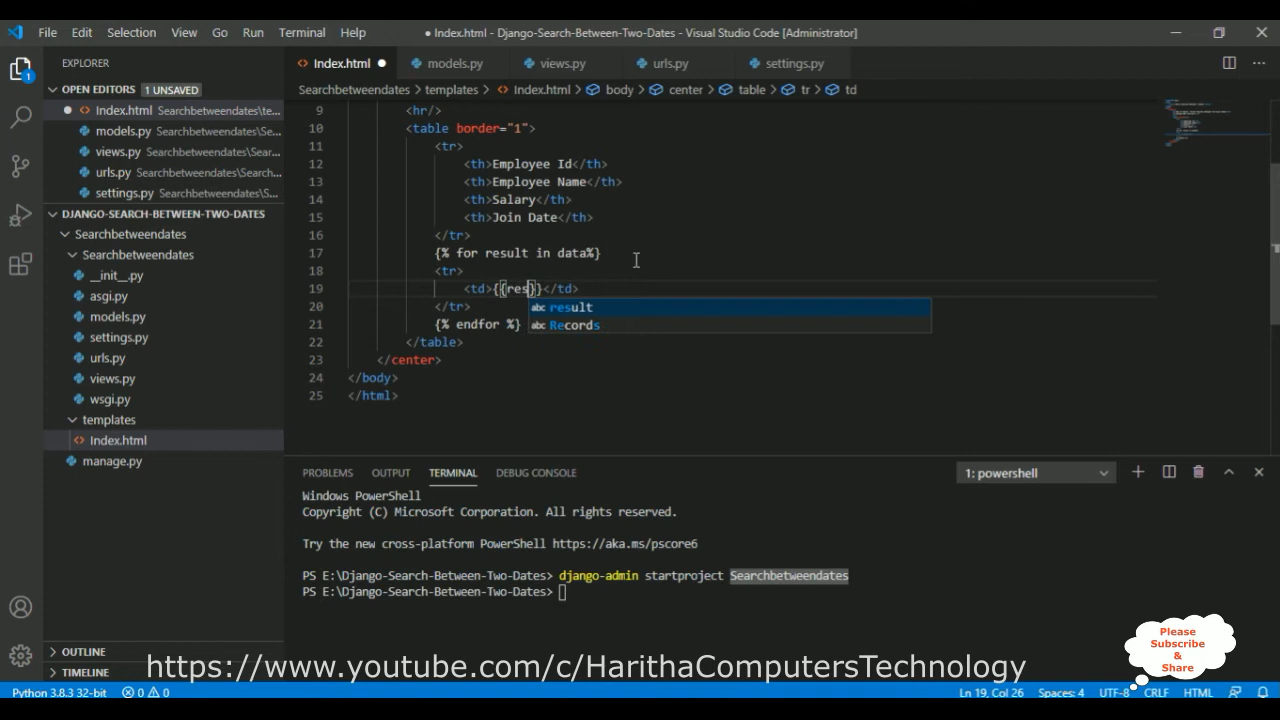 File Edit Selection View Go Run Terminal Help
● Index.html - Django-Search-Between-Two-Dates - Visual Studio Code [Administrator]
EXPLORER
Index.html ●
models.py
views.py
urls.py
settings.py
OPEN EDITORS 1 UNSAVED
Searchbetweendates > templates > Index.html > body > center > table > tr > td
● Index.html Searchbetweendates\te...
models.py Searchbetweendates\Se...
views.py Searchbetweendates\Sear...
urls.py Searchbetweendates\Search...
settings.py Searchbetweendates\S...
DJANGO-SEARCH-BETWEEN-TWO-DATES
Searchbetweendates
Searchbetweendates
__init__.py
asgi.py
models.py
settings.py
urls.py
views.py
wsgi.py
templates
Index.html
manage.py
OUTLINE
TIMELINE
9 <hr/>
10 <table border="1">
11 <tr>
12 <th>Employee Id</th>
13 <th>Employee Name</th>
14 <th>Salary</th>
15 <th>Join Date</th>
16 </tr>
17 {% for result in data%}
18 <tr>
19 <td>{{res}}</td>
20 </tr>
21 {% endfor %}
22 </table>
23 </center>
24 </body>
25 </html>
abc result
abc Records
PROBLEMS OUTPUT TERMINAL DEBUG CONSOLE
1: powershell
Windows PowerShell
Copyright (C) Microsoft Corporation. All rights reserved.
Try the new cross-platform PowerShell https://aka.ms/pscore6
PS E:\Django-Search-Between-Two-Dates> django-admin startproject Searchbetweendates
PS E:\Django-Search-Between-Two-Dates>
Please
Subscribe
&
Share
https://www.youtube.com/c/HarithaComputersTechnology
1
Python 3.8.3 32-bit 0 0
Ln 19, Col 26 Spaces: 4 UTF-8 CRLF HTML